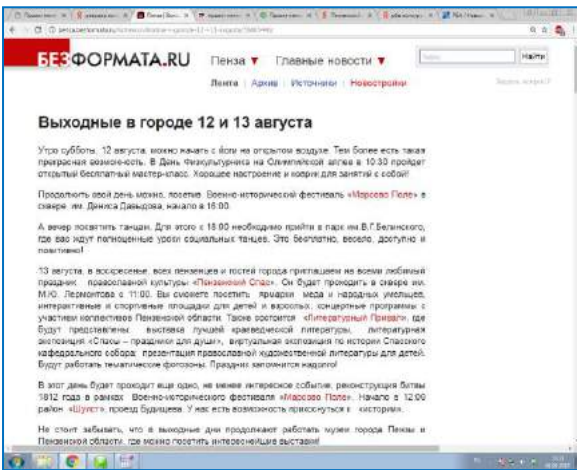 БЕЗФОРМАТА.RU
Пенза ▼ Главные новости ▼
Найти
Лента Архив Источники Новостройки
Выходные в городе 12 и 13 августа
Утро субботы, 12 августа, можно начать с йоги на открытом воздухе. Тем более есть такая
прекрасная возможность. В День Физкультурника на Олимпийской аллее в 10:30 пройдет
открытый бесплатный мастер-класс. Хорошее настроение и коврик для занятий с собой!
Продолжить свой день можно, посетив Военно-исторический фестиваль «Марсово Поле» в
сквере им. Дениса Давыдова, начало в 16:00.
А вечер посвятить танцам. Для этого к 18:00 необходимо прийти в парк им.В.Г.Белинского,
где вас ждут полноценные уроки социальных танцев. Это бесплатно, весело, доступно и
позитивно!
13 августа, в воскресенье, всех пензенцев и гостей города приглашаем на всеми любимый
праздник православной культуры «Пензенский Спас». Он будет проходить в сквере им.
М.Ю. Лермонтова с 11:00. Вы сможете посетить ярмарки меда и народных умельцев,
интерактивные и спортивные площадки для детей и взрослых, концертные программы с
участием коллективов Пензенской области. Также состоится «Литературный Привал», где
будут представлены: выставка лучшей краеведческой литературы, литературная
экспозиция «Спасы – праздники для души», виртуальная экспозиция по истории Спасского
кафедрального собора; презентация православной художественной литературы для детей.
Будут работать тематические фотозоны. Праздник запомнится надолго!
В этот день будет проходить еще одно, не менее интересное событие, реконструкция битвы
1812 года в рамках Военно-исторического фестиваля «Марсово Поле». Начало в 12:00
район «Шуист», проезд Будищева. У нас есть возможность прикоснуться к «истории».
Не стоит забывать, что в выходные дни продолжают работать музеи города Пензы и
Пензенской области, где можно посетить интереснейшие выставки!